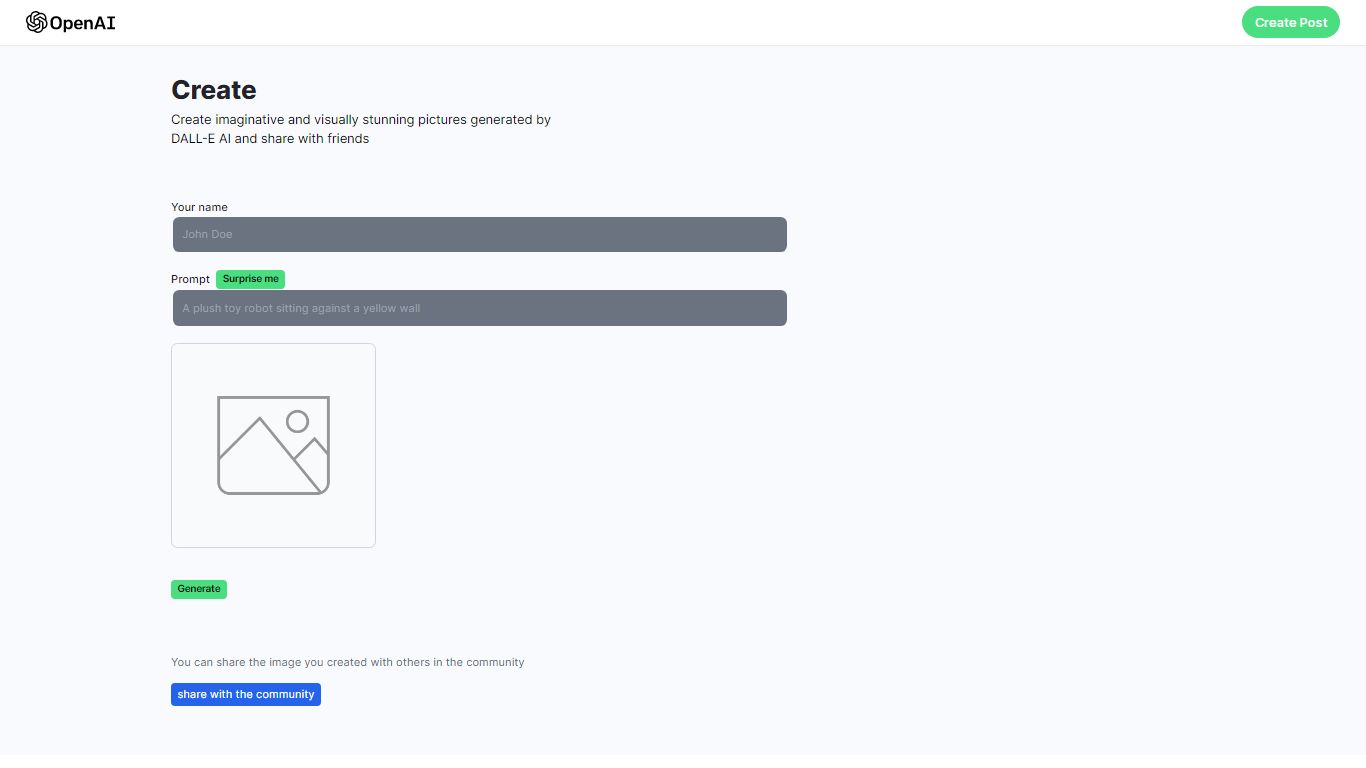 OpenAI
Create Post
Create
Create imaginative and visually stunning pictures generated by
DALL-E AI and share with friends
Your name
John Doe
Prompt
Surprise me
A plush toy robot sitting against a yellow wall
Generate
You can share the image you created with others in the community
share with the community